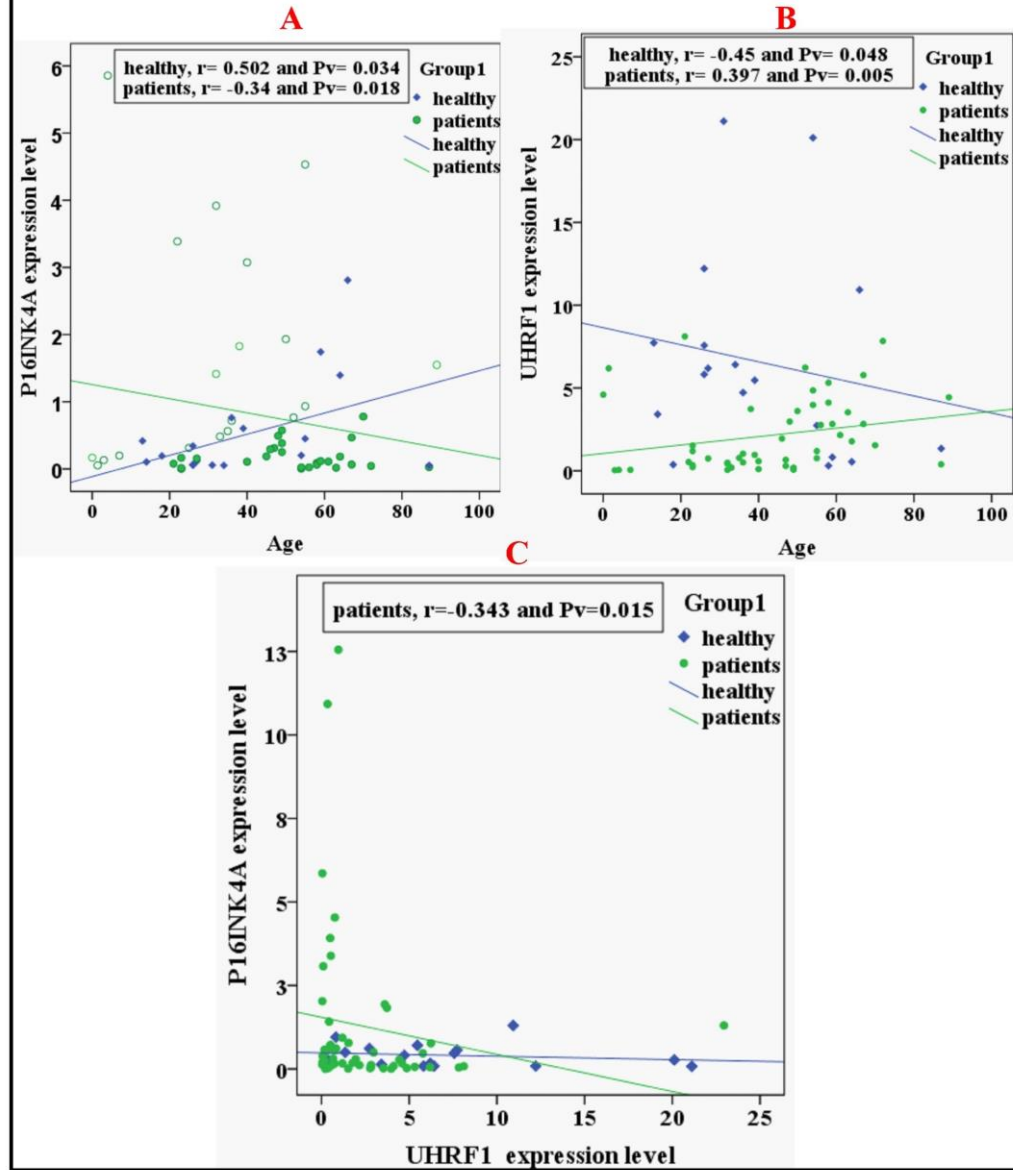 A
healthy, r= 0.502 and Pv= 0.034
patients, r= -0.34 and Pv= 0.018
Group1
healthy
patients
healthy
patients
P16INK4A expression level
6
5
4
3
2
1
0
0 20 40 60 80 100
Age
B
healthy, r= -0.45 and Pv= 0.048
patients, r= 0.397 and Pv= 0.005
Group1
healthy
patients
healthy
patients
UHRF1 expression level
25
20
15
10
5
0
0 20 40 60 80 100
Age
C
patients, r=-0.343 and Pv=0.015
Group1
healthy
patients
healthy
patients
P16INK4A expression level
13
10
8
5
3
0
0 5 10 15 20 25
UHRF1 expression level